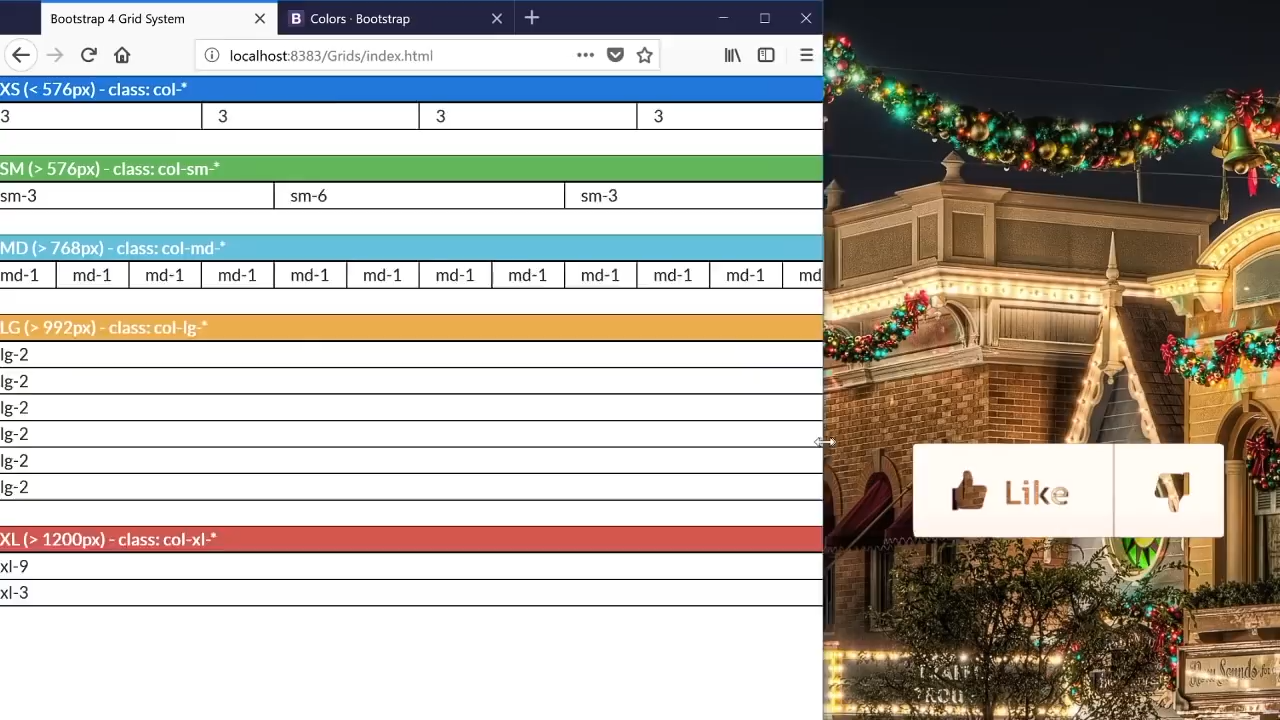 Bootstrap 4 Grid System
Colors · Bootstrap
localhost:8383/Grids/index.html
XS (< 576px) - class: col-*
3 3 3 3
SM (> 576px) - class: col-sm-*
sm-3 sm-6 sm-3
MD (> 768px) - class: col-md-*
md-1 md-1 md-1 md-1 md-1 md-1 md-1 md-1 md-1 md-1 md-1 md
LG (> 992px) - class: col-lg-*
lg-2
lg-2
lg-2
lg-2
lg-2
lg-2
XL (> 1200px) - class: col-xl-*
xl-9
xl-3
Like